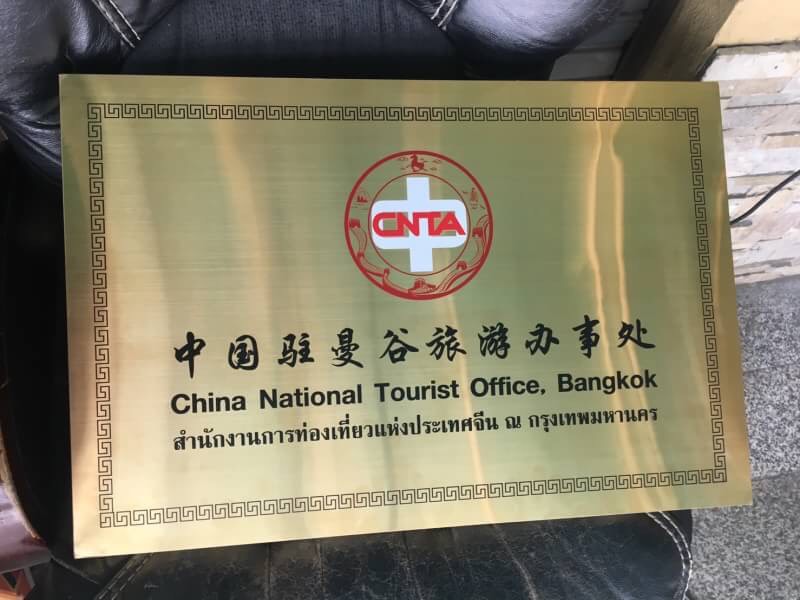 CNTA
中国驻曼谷旅游办事处
China National Tourist Office, Bangkok
สำนักงานการท่องเที่ยวแห่งประเทศจีน ณ กรุงเทพมหานคร